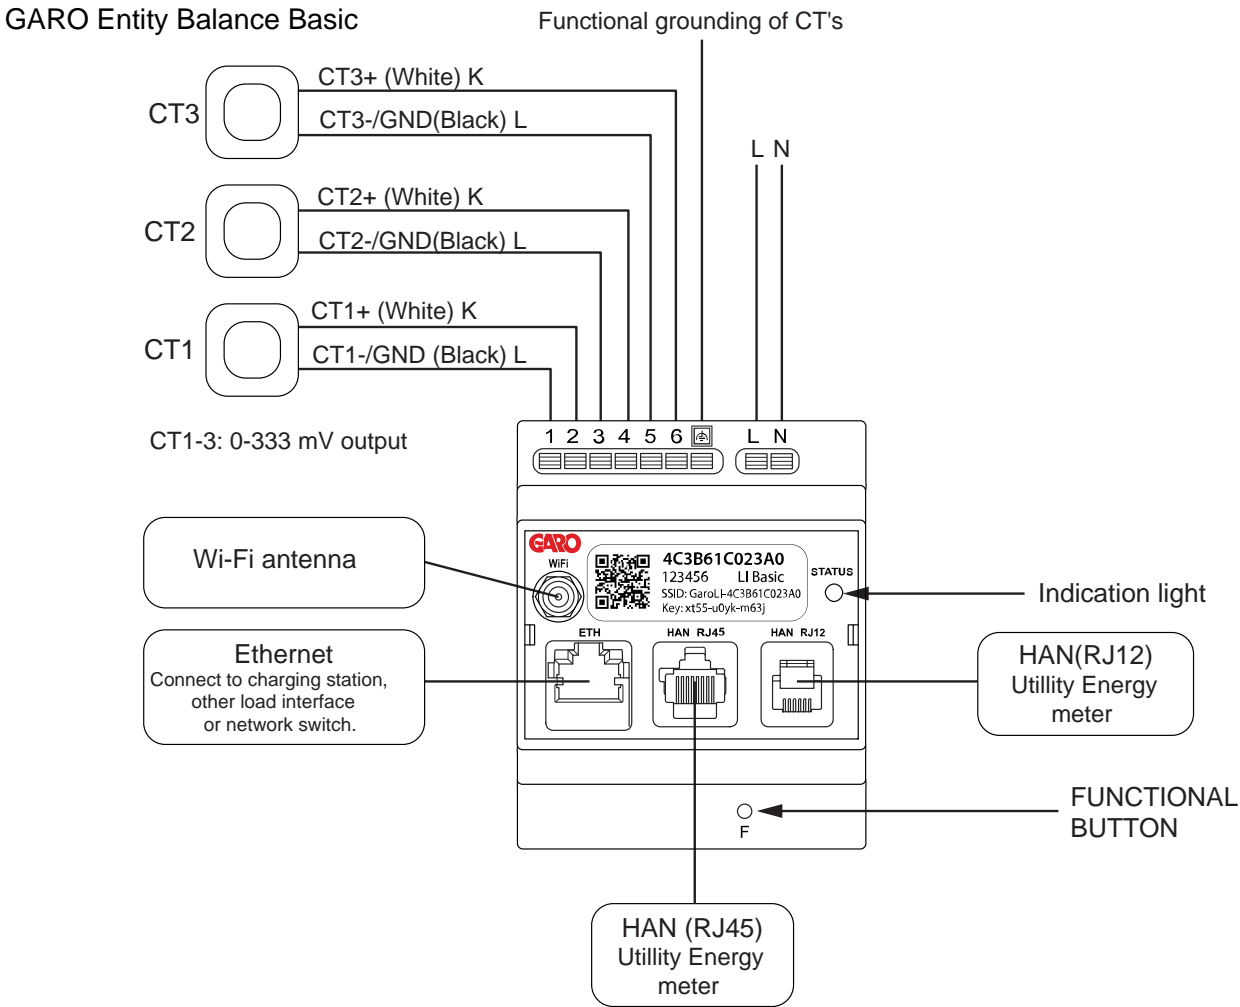 GARO Entity Balance Basic
Functional grounding of CT's
CT3
CT3+ (White) K
CT3-/GND(Black) L
L N
CT2
CT2+ (White) K
CT2-/GND(Black) L
CT1
CT1+ (White) K
CT1-/GND (Black) L
CT1-3: 0-333 mV output
1 2 3 4 5 6 L N
GARO
WiFi
4C3B61C023A0
123456 LI Basic
SSID: GaroLI-4C3B61C023A0
Key: xt55-u0yk-m63j
STATUS
Wi-Fi antenna
Indication light
ETH
HAN RJ45
HAN RJ12
Ethernet
Connect to charging station,
other load interface
or network switch.
HAN(RJ12)
Utillity Energy
meter
F
FUNCTIONAL
BUTTON
HAN (RJ45)
Utillity Energy
meter